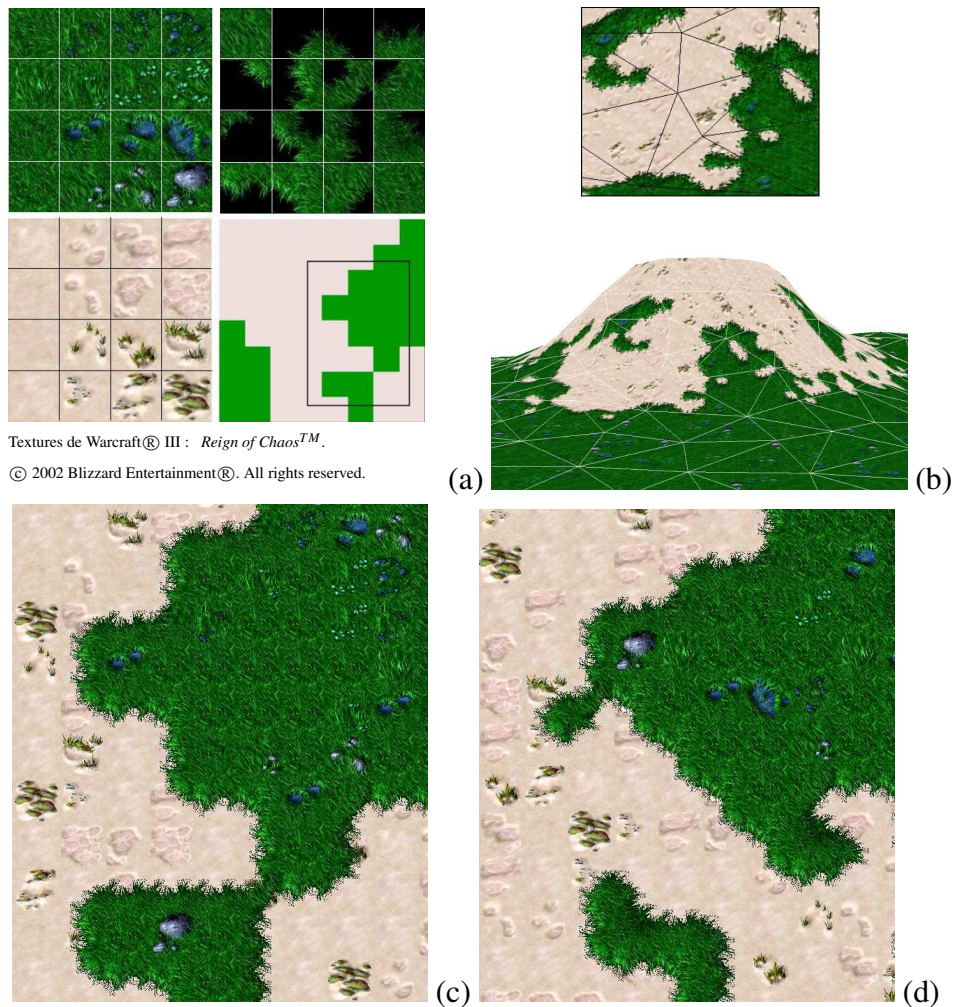 Textures de Warcraft® III : Reign of Chaos™.
© 2002 Blizzard Entertainment®. All rights reserved.
(a)
(b)
(c)
(d)